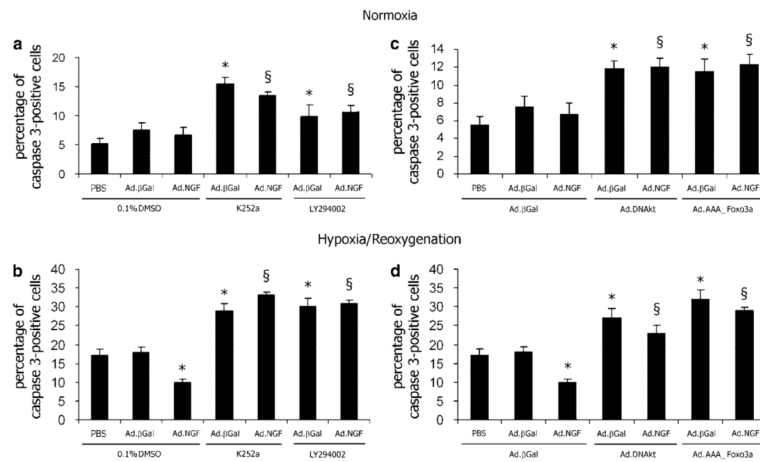 Normoxia
a
percentage of
caspase 3-positive cells
20
15
10
5
0
*
§
*
§
PBS Ad.βGal Ad.NGF Ad.βGal Ad.NGF Ad.βGal Ad.NGF
0.1%DMSO K252a LY294002
c
percentage of
caspase 3-positive cells
14
12
10
8
6
4
2
0
*
§
*
§
PBS Ad.βGal Ad.NGF Ad.βGal Ad.NGF Ad.βGal Ad.NGF
Ad.βGal Ad.DNAkt Ad.AAA_Foxo3a
Hypoxia/Reoxygenation
b
percentage of
caspase 3-positive cells
40
35
30
25
20
15
10
5
0
*
*
§
*
§
PBS Ad.βGal Ad.NGF Ad.βGal Ad.NGF Ad.βGal Ad.NGF
0.1%DMSO K252a LY294002
d
percentage of
caspase 3-positive cells
40
35
30
25
20
15
10
5
0
*
*
§
*
§
PBS Ad.βGal Ad.NGF Ad.βGal Ad.NGF Ad.βGal Ad.NGF
Ad.βGal Ad.DNAkt Ad.AAA_Foxo3a